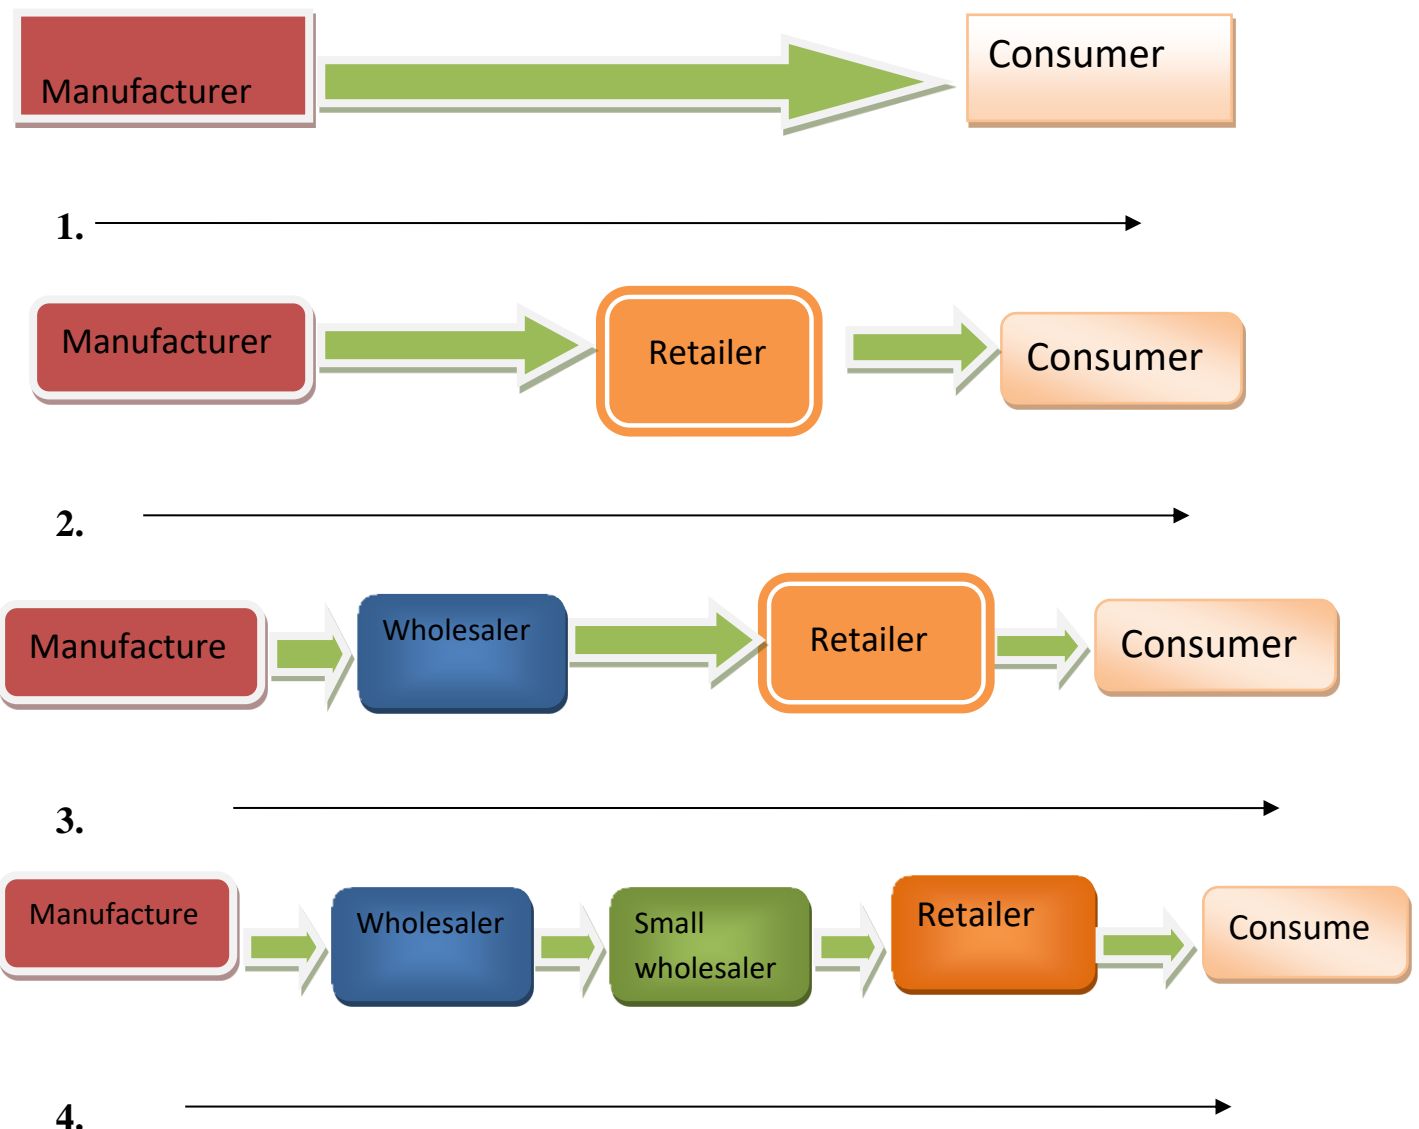 Manufacturer
Consumer
1.
Manufacturer
Retailer
Consumer
2.
Manufacture
Wholesaler
Retailer
Consumer
3.
Manufacture
Wholesaler
Small
wholesaler
Retailer
Consume
4.